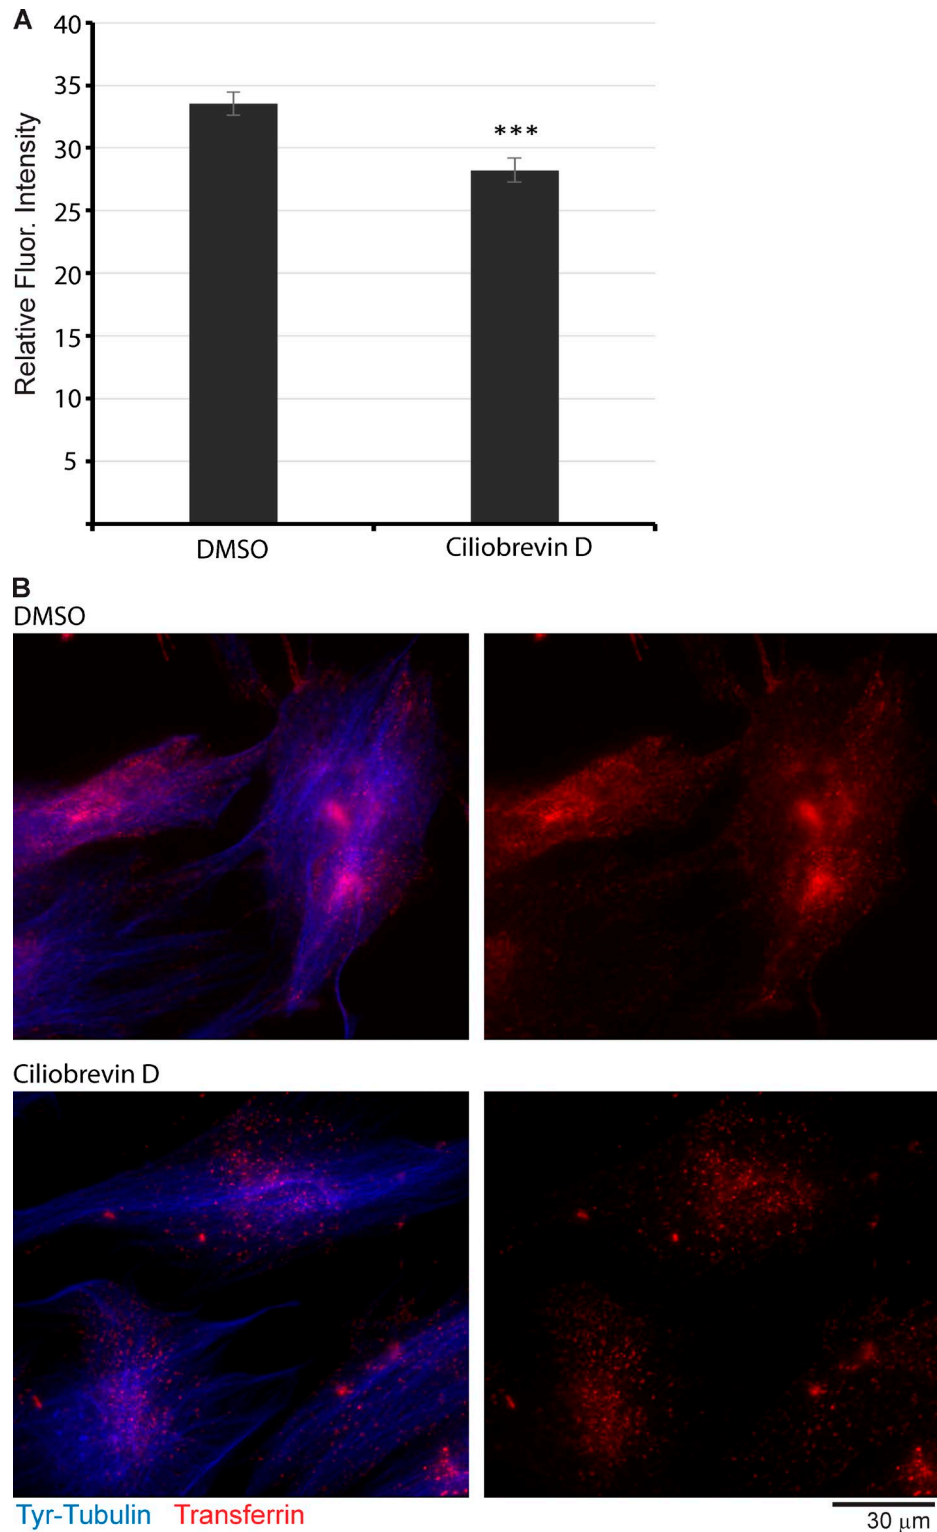 A
40
35
30
25
20
15
10
5
Relative Fluor. Intensity
***
DMSO
Ciliobrevin D
B
DMSO
Ciliobrevin D
Tyr-Tubulin Transferrin
30 µm